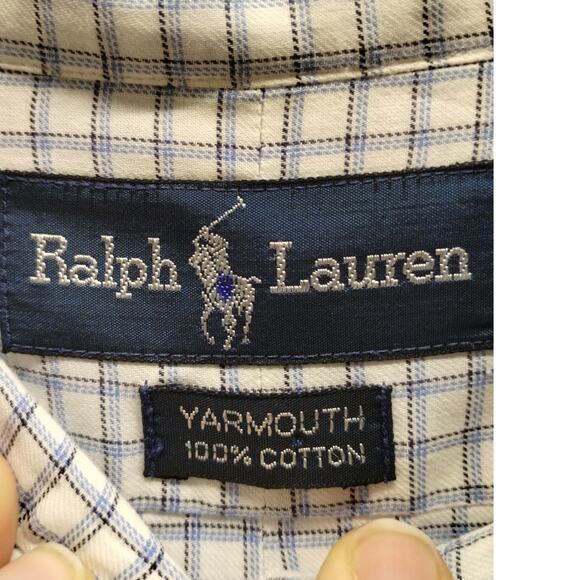 Ralph Lauren
YARMOUTH
100% COTTON